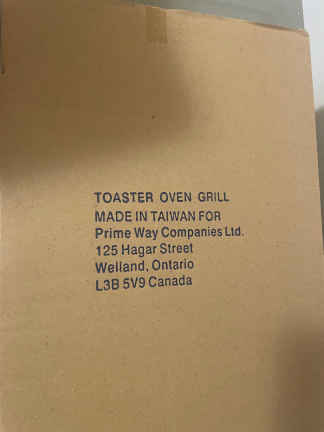 TOASTER OVEN GRILL
MADE IN TAIWAN FOR
Prime Way Companies Ltd.
125 Hagar Street
Welland, Ontario
L3B 5V9 Canada